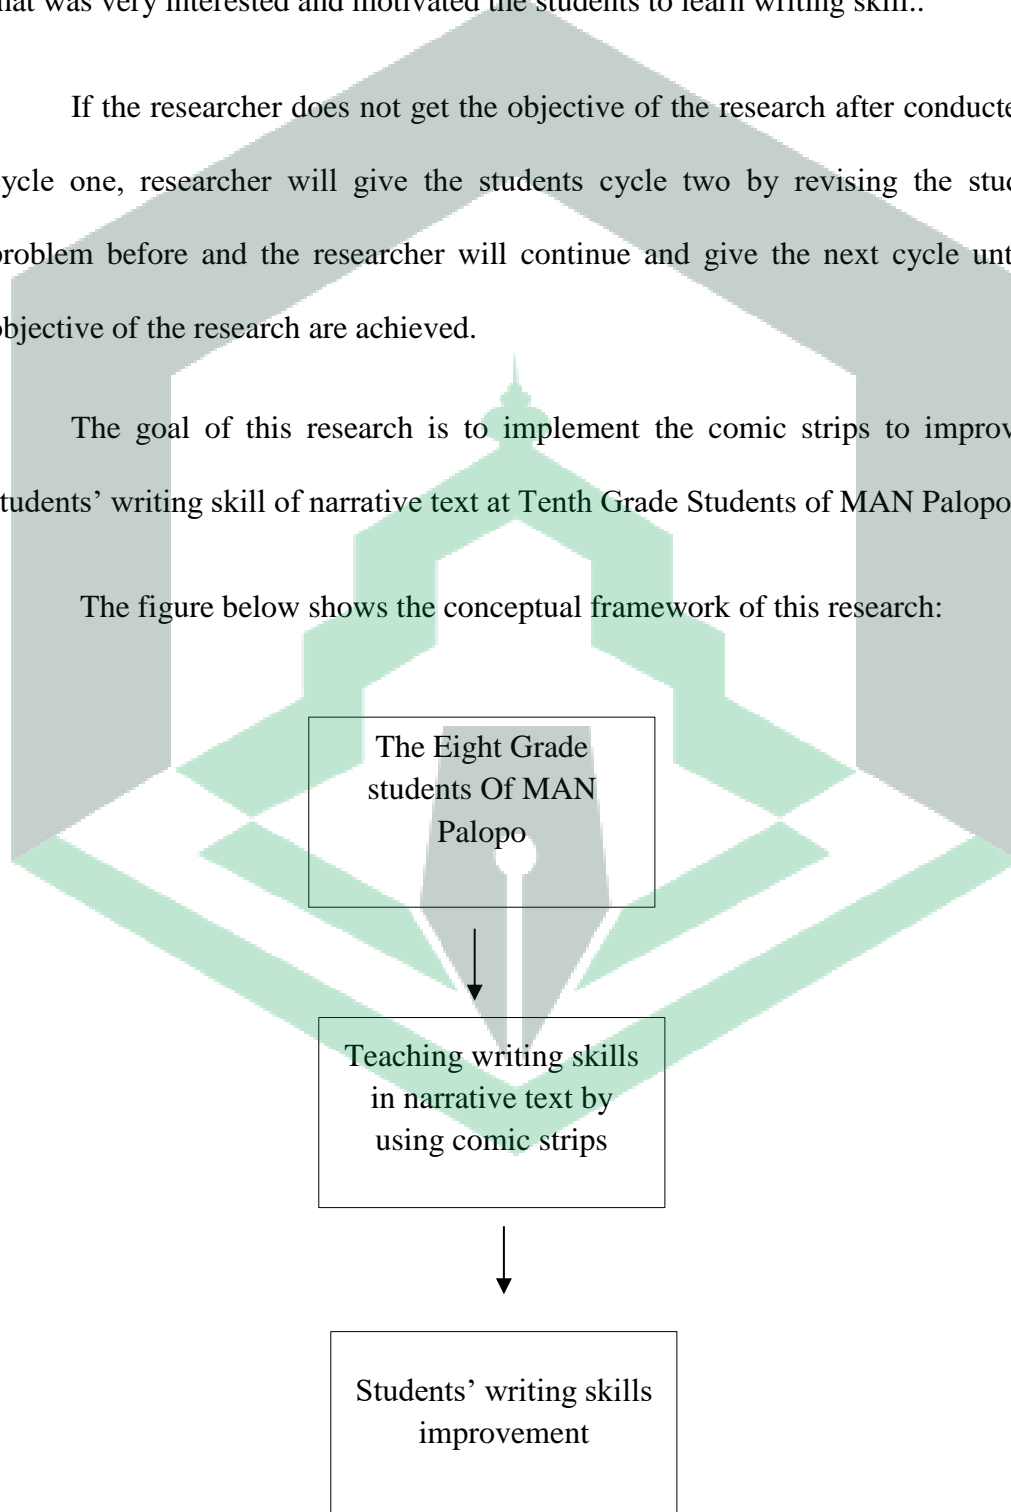 hat was very interested and motivated the students to learn writing skill..
If the researcher does not get the objective of the research after conducte
ycle one, researcher will give the students cycle two by revising the stud
problem before and the researcher will continue and give the next cycle unt
objective of the research are achieved.
The goal of this research is to implement the comic strips to improv
tudents’ writing skill of narrative text at Tenth Grade Students of MAN Palopo
The figure below shows the conceptual framework of this research:
The Eight Grade
students Of MAN
Palopo
Teaching writing skills
in narrative text by
using comic strips
Students’ writing skills
improvement